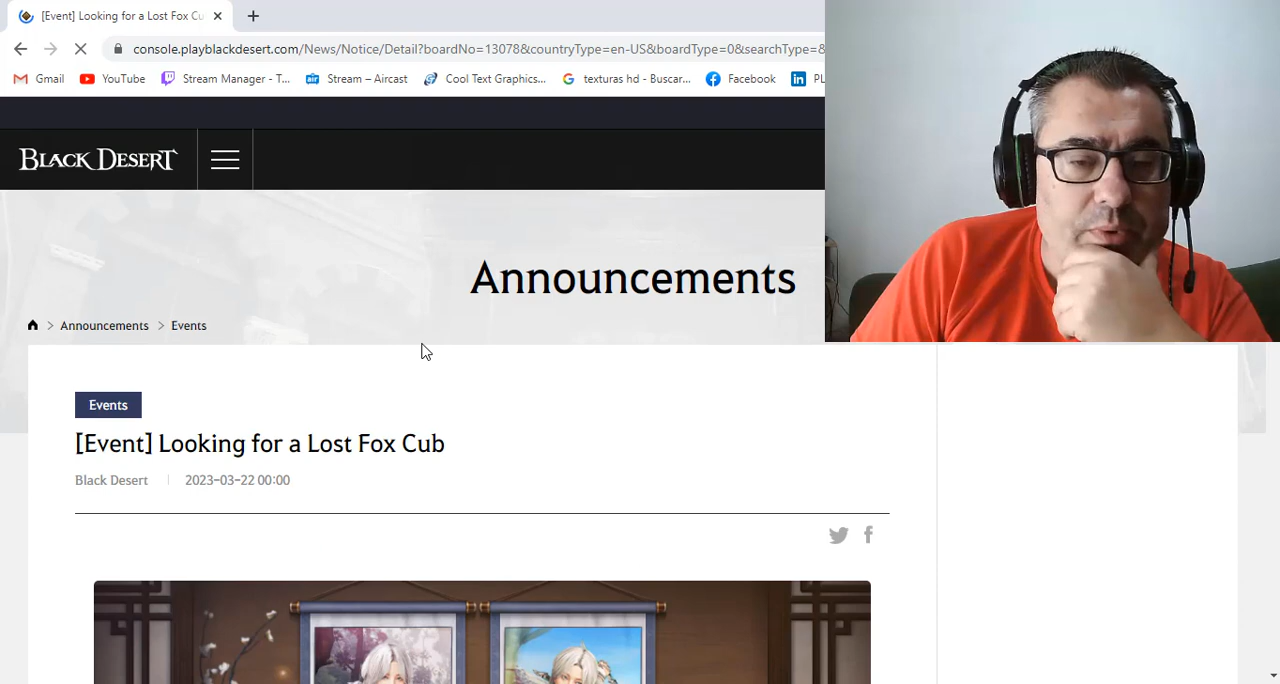 [Event] Looking for a Lost Fox Cu
console.playblackdesert.com/News/Notice/Detail?boardNo=13078&countryType=en-US&boardType=0&searchType=&
Gmail YouTube Stream Manager - T... Stream – Aircast Cool Text Graphics... texturas hd - Buscar... Facebook PL
BLACK DESERT
Announcements
Announcements > Events
Events
[Event] Looking for a Lost Fox Cub
Black Desert | 2023-03-22 00:00